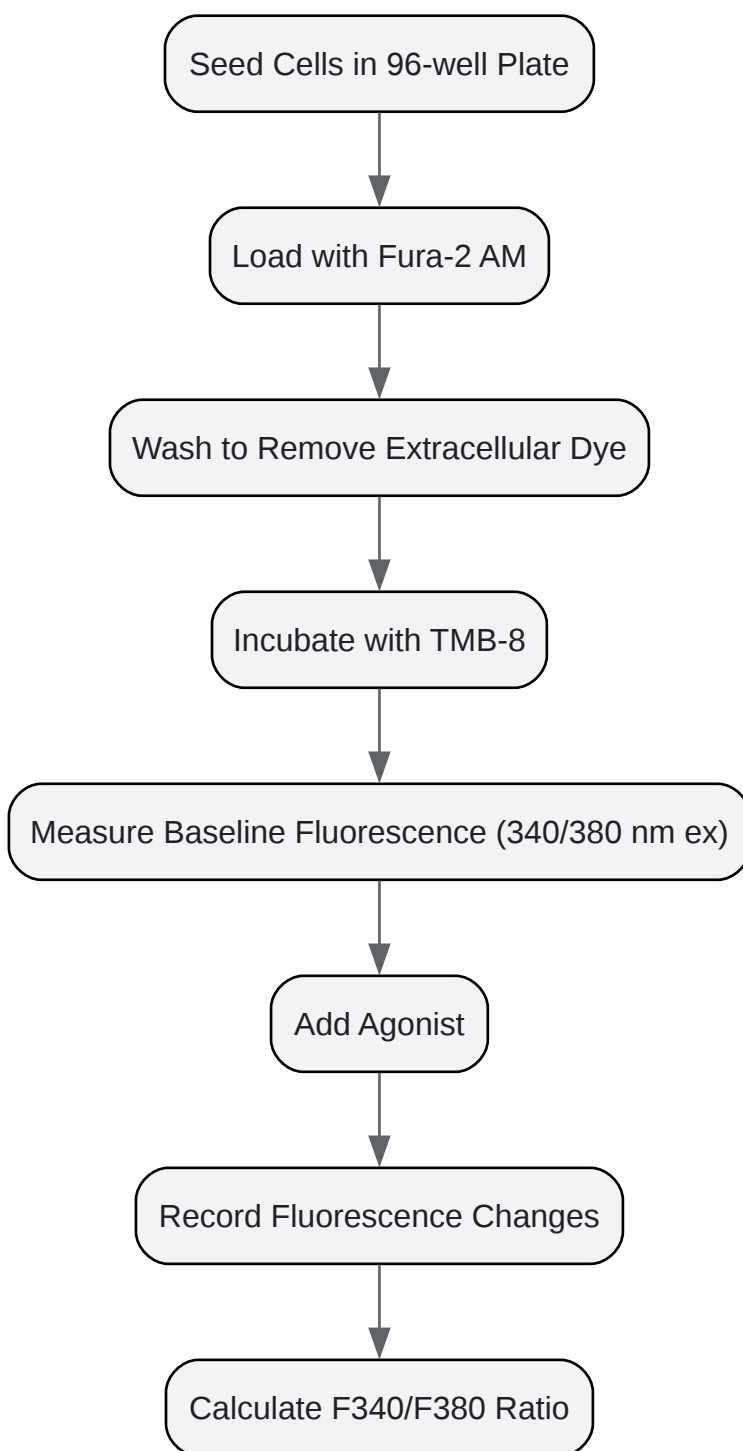 Seed Cells in 96-well Plate
Load with Fura-2 AM
Wash to Remove Extracellular Dye
Incubate with TMB-8
Measure Baseline Fluorescence (340/380 nm ex)
Add Agonist
Record Fluorescence Changes
Calculate F340/F380 Ratio